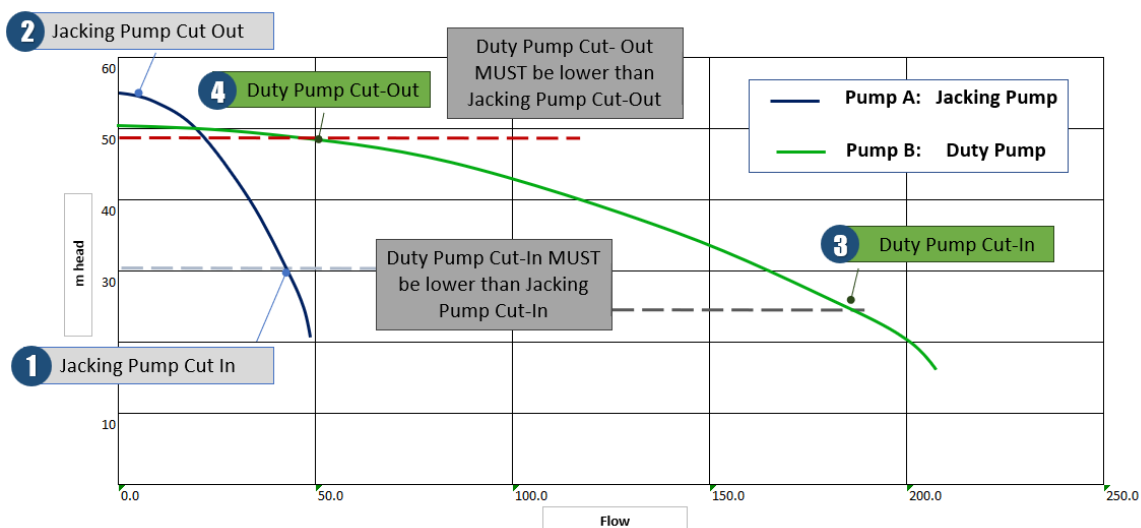 2 Jacking Pump Cut Out
Duty Pump Cut- Out
MUST be lower than
Jacking Pump Cut-Out
4 Duty Pump Cut-Out
Pump A: Jacking Pump
Pump B: Duty Pump
60
50
40
30
10
m head
Duty Pump Cut-In MUST
be lower than Jacking
Pump Cut-In
3 Duty Pump Cut-In
1 Jacking Pump Cut In
0.0 50.0 100.0 150.0 200.0 250.0
Flow